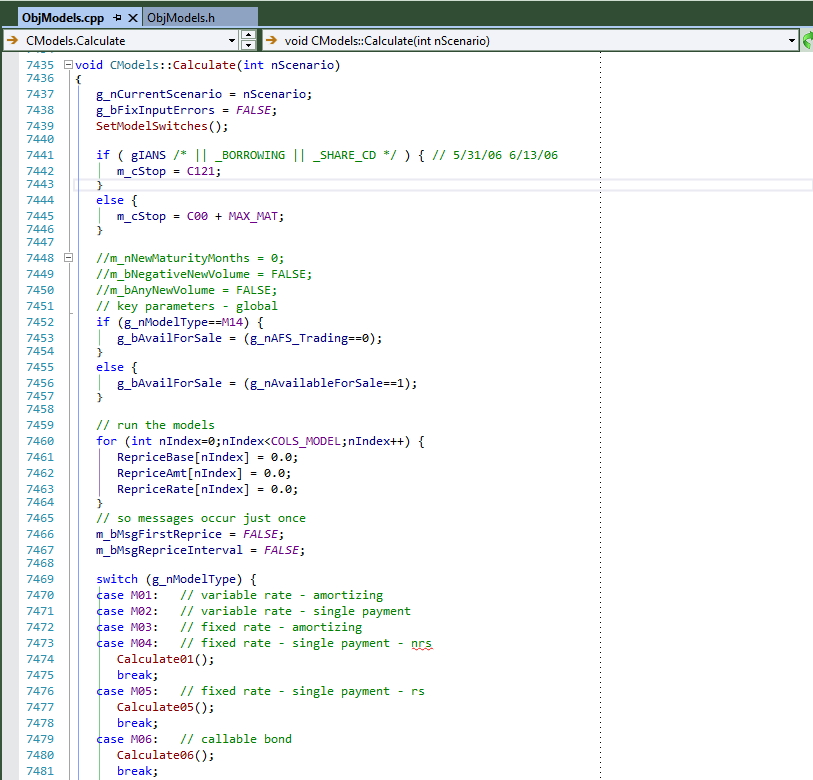 ObjModels.cpp ObjModels.h
CModels.Calculate void CModels::Calculate(int nScenario)
7435 void CModels::Calculate(int nScenario)
7436 {
7437 g_nCurrentScenario = nScenario;
7438 g_bFixInputErrors = FALSE;
7439 SetModelSwitches();
7440
7441 if ( gIANS /* || _BORROWING || _SHARE_CD */ ) { // 5/31/06 6/13/06
7442 m_cStop = C121;
7443 }
7444 else {
7445 m_cStop = C00 + MAX_MAT;
7446 }
7447
7448 //m_nNewMaturityMonths = 0;
7449 //m_bNegativeNewVolume = FALSE;
7450 //m_bAnyNewVolume = FALSE;
7451 // key parameters - global
7452 if (g_nModelType==M14) {
7453 g_bAvailForSale = (g_nAFS_Trading==0);
7454 }
7455 else {
7456 g_bAvailForSale = (g_nAvailableForSale==1);
7457 }
7458
7459 // run the models
7460 for (int nIndex=0;nIndex<COLS_MODEL;nIndex++) {
7461 RepriceBase[nIndex] = 0.0;
7462 RepriceAmt[nIndex] = 0.0;
7463 RepriceRate[nIndex] = 0.0;
7464 }
7465 // so messages occur just once
7466 m_bMsgFirstReprice = FALSE;
7467 m_bMsgRepriceInterval = FALSE;
7468
7469 switch (g_nModelType) {
7470 case M01: // variable rate - amortizing
7471 case M02: // variable rate - single payment
7472 case M03: // fixed rate - amortizing
7473 case M04: // fixed rate - single payment - nrs
7474 Calculate01();
7475 break;
7476 case M05: // fixed rate - single payment - rs
7477 Calculate05();
7478 break;
7479 case M06: // callable bond
7480 Calculate06();
7481 break;